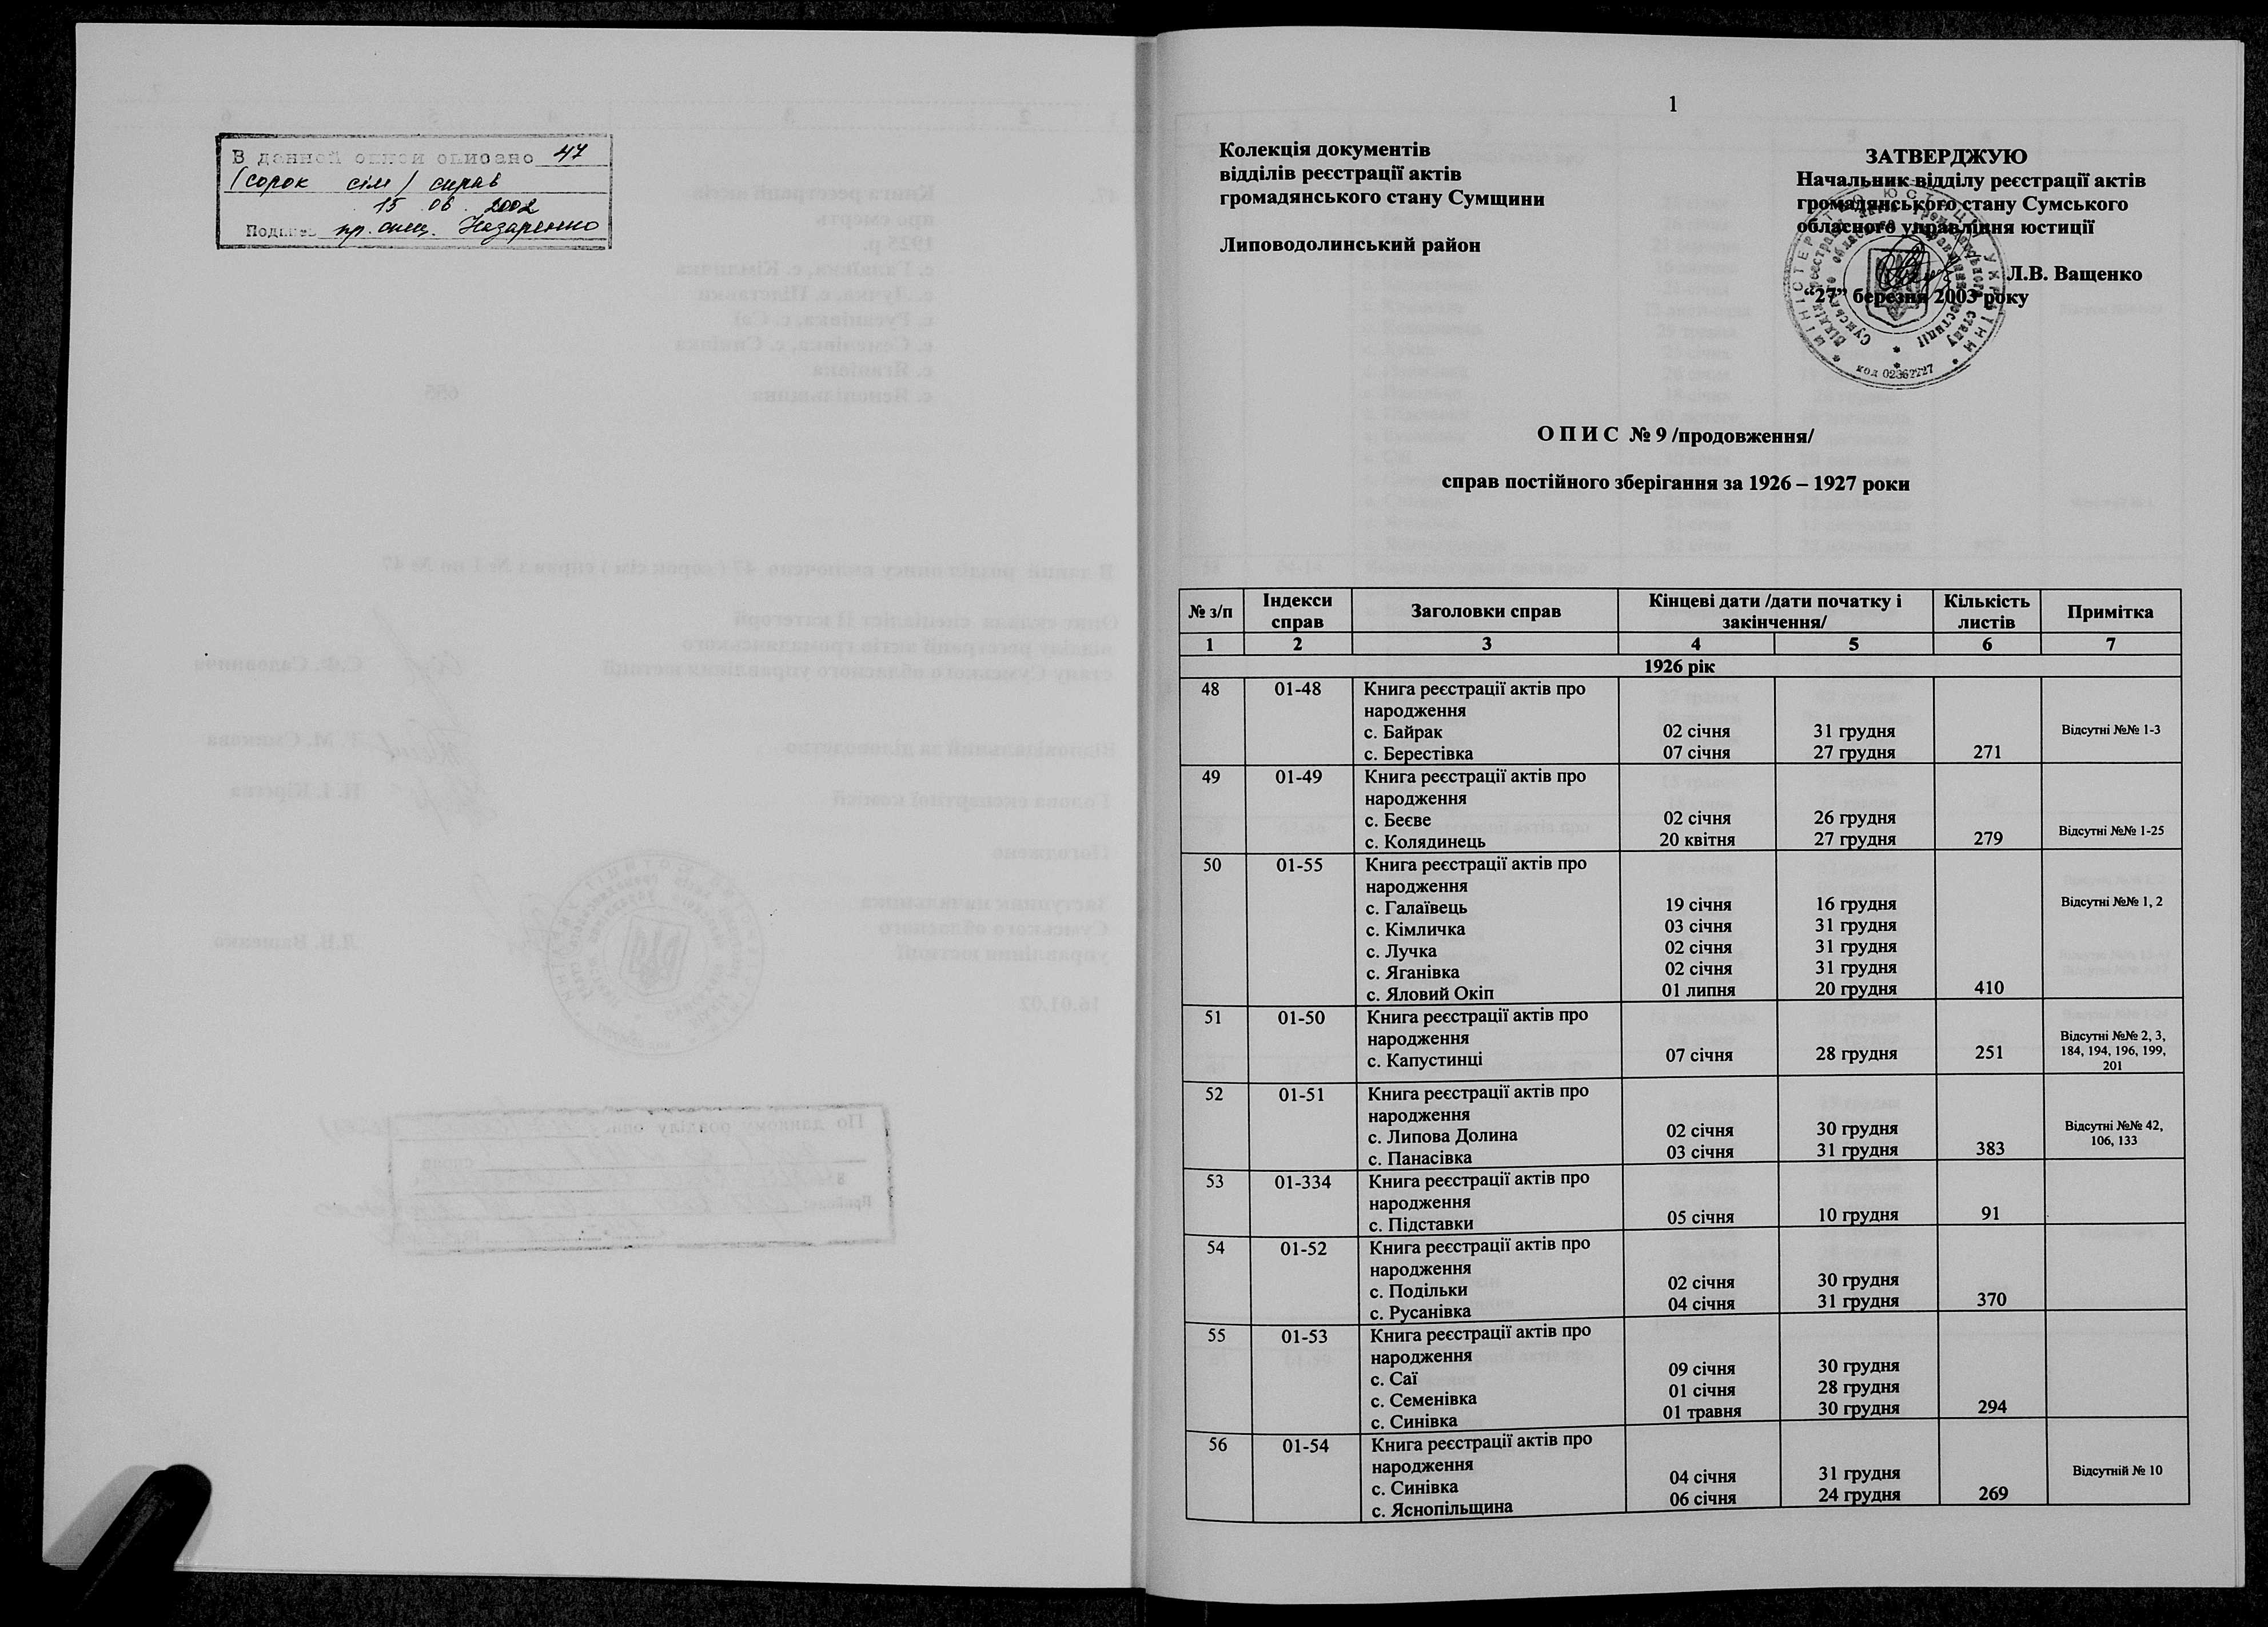 В данной описи описано 47
(сорок сім) справ
15.06.2002
Подпись пр. спец. Назаренко
1
Колекція документів
відділів реєстрації актів
громадянського стану Сумщини
Липоводолинський район
ЗАТВЕРДЖУЮ
Начальник відділу реєстрації актів
громадянського стану Сумського
обласного управління юстиції
Л.В. Ващенко
“27” березня 2003 року
код 02362727
О П И С № 9 /продовження/
справ постійного зберігання за 1926 – 1927 роки
№ з/п Індекси справ Заголовки справ Кінцеві дати /дати початку і закінчення/ Кількість листів Примітка
1 2 3 4 5 6 7
1926 рік
48 01-48 Книга реєстрації актів про
народження
с. Байрак 02 січня 31 грудня Відсутні №№ 1-3
с. Берестівка 07 січня 27 грудня 271
49 01-49 Книга реєстрації актів про
народження
с. Беєве 02 січня 26 грудня
с. Колядинець 20 квітня 27 грудня 279 Відсутні №№ 1-25
50 01-55 Книга реєстрації актів про
народження
с. Галаївець 19 січня 16 грудня Відсутні №№ 1, 2
с. Кімличка 03 січня 31 грудня
с. Лучка 02 січня 31 грудня
с. Яганівка 02 січня 31 грудня
с. Яловий Окіп 01 липня 20 грудня 410
51 01-50 Книга реєстрації актів про
народження
с. Капустинці 07 січня 28 грудня 251 Відсутні №№ 2, 3, 184, 194, 196, 199, 201
52 01-51 Книга реєстрації актів про
народження
с. Липова Долина 02 січня 30 грудня Відсутні №№ 42, 106, 133
с. Панасівка 03 січня 31 грудня 383
53 01-334 Книга реєстрації актів про
народження
с. Підставки 05 січня 10 грудня 91
54 01-52 Книга реєстрації актів про
народження
с. Подільки 02 січня 30 грудня
с. Русанівка 04 січня 31 грудня 370
55 01-53 Книга реєстрації актів про
народження
с. Саї 09 січня 30 грудня
с. Семенівка 01 січня 28 грудня
с. Синівка 01 травня 30 грудня 294
56 01-54 Книга реєстрації актів про
народження
с. Синівка 04 січня 31 грудня Відсутній № 10
с. Яснопільщина 06 січня 24 грудня 269